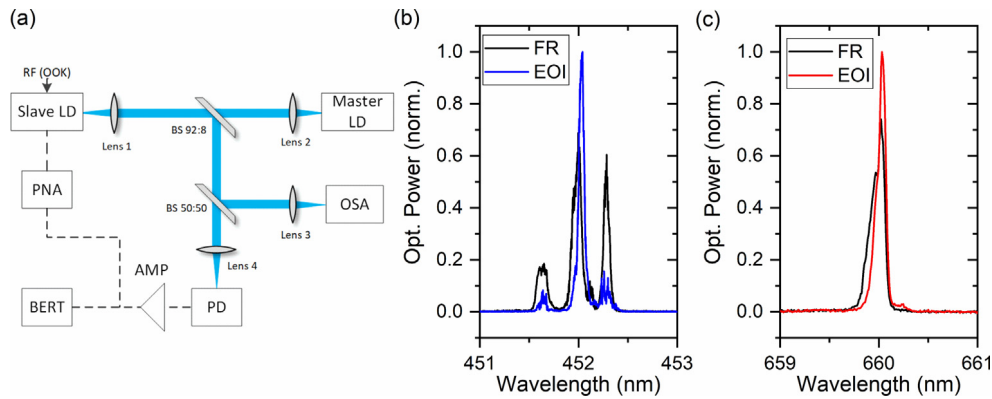 (a)
RF (OOK)
Slave LD
Lens 1
BS 92:8
Lens 2
Master
LD
PNA
BS 50:50
Lens 3
OSA
Lens 4
AMP
BERT
PD
(b)
FR
EOI
Opt. Power (norm.)
1.0
0.8
0.6
0.4
0.2
0.0
451
452
453
Wavelength (nm)
(c)
FR
EOI
Opt. Power (norm.)
1.0
0.8
0.6
0.4
0.2
0.0
659
660
661
Wavelength (nm)